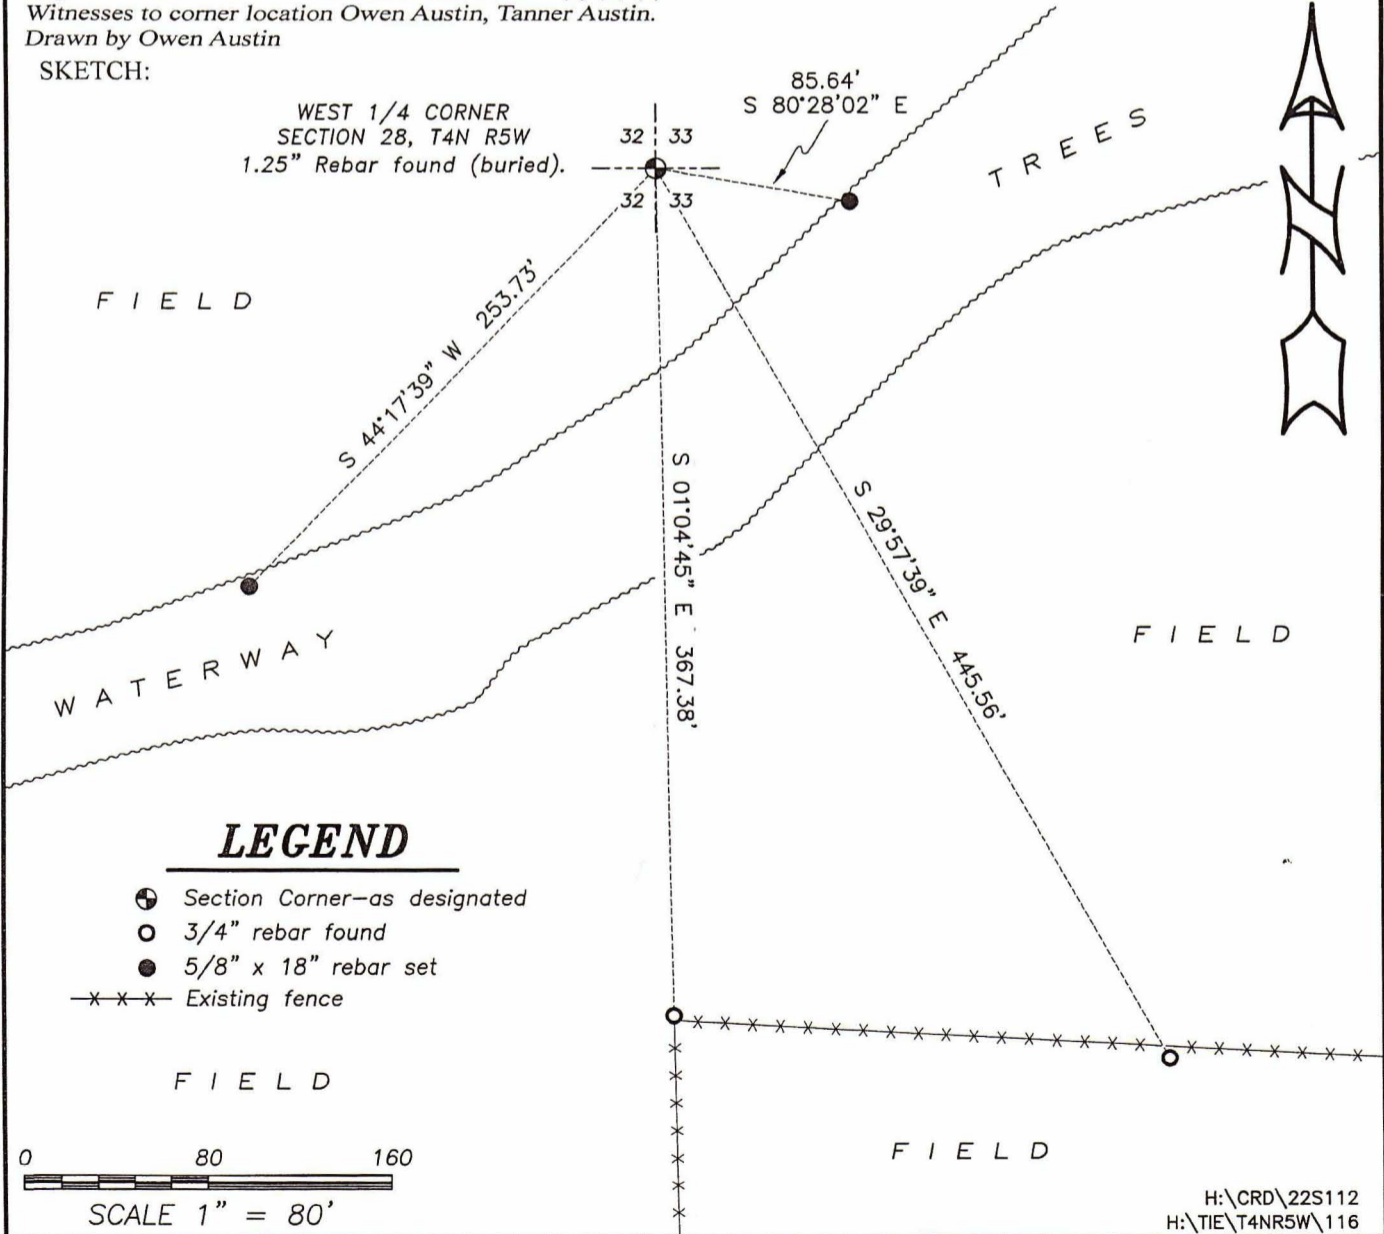 Witnesses to corner location Owen Austin, Tanner Austin.
Drawn by Owen Austin
SKETCH:
85.64'
S 80°28'02" E
WEST 1/4 CORNER
SECTION 28, T4N R5W
1.25" Rebar found (buried).
32 33
32 33
TREES
FIELD
S 44°17'39" W 253.73'
S 01°04'45" E 367.38'
S 29°57'39" E 445.56'
FIELD
WATERWAY
LEGEND
Section Corner-as designated
3/4" rebar found
5/8" x 18" rebar set
Existing fence
FIELD
FIELD
0 80 160
SCALE 1" = 80'
H:\CRD\22S112
H:\TIE\T4NR5W\116